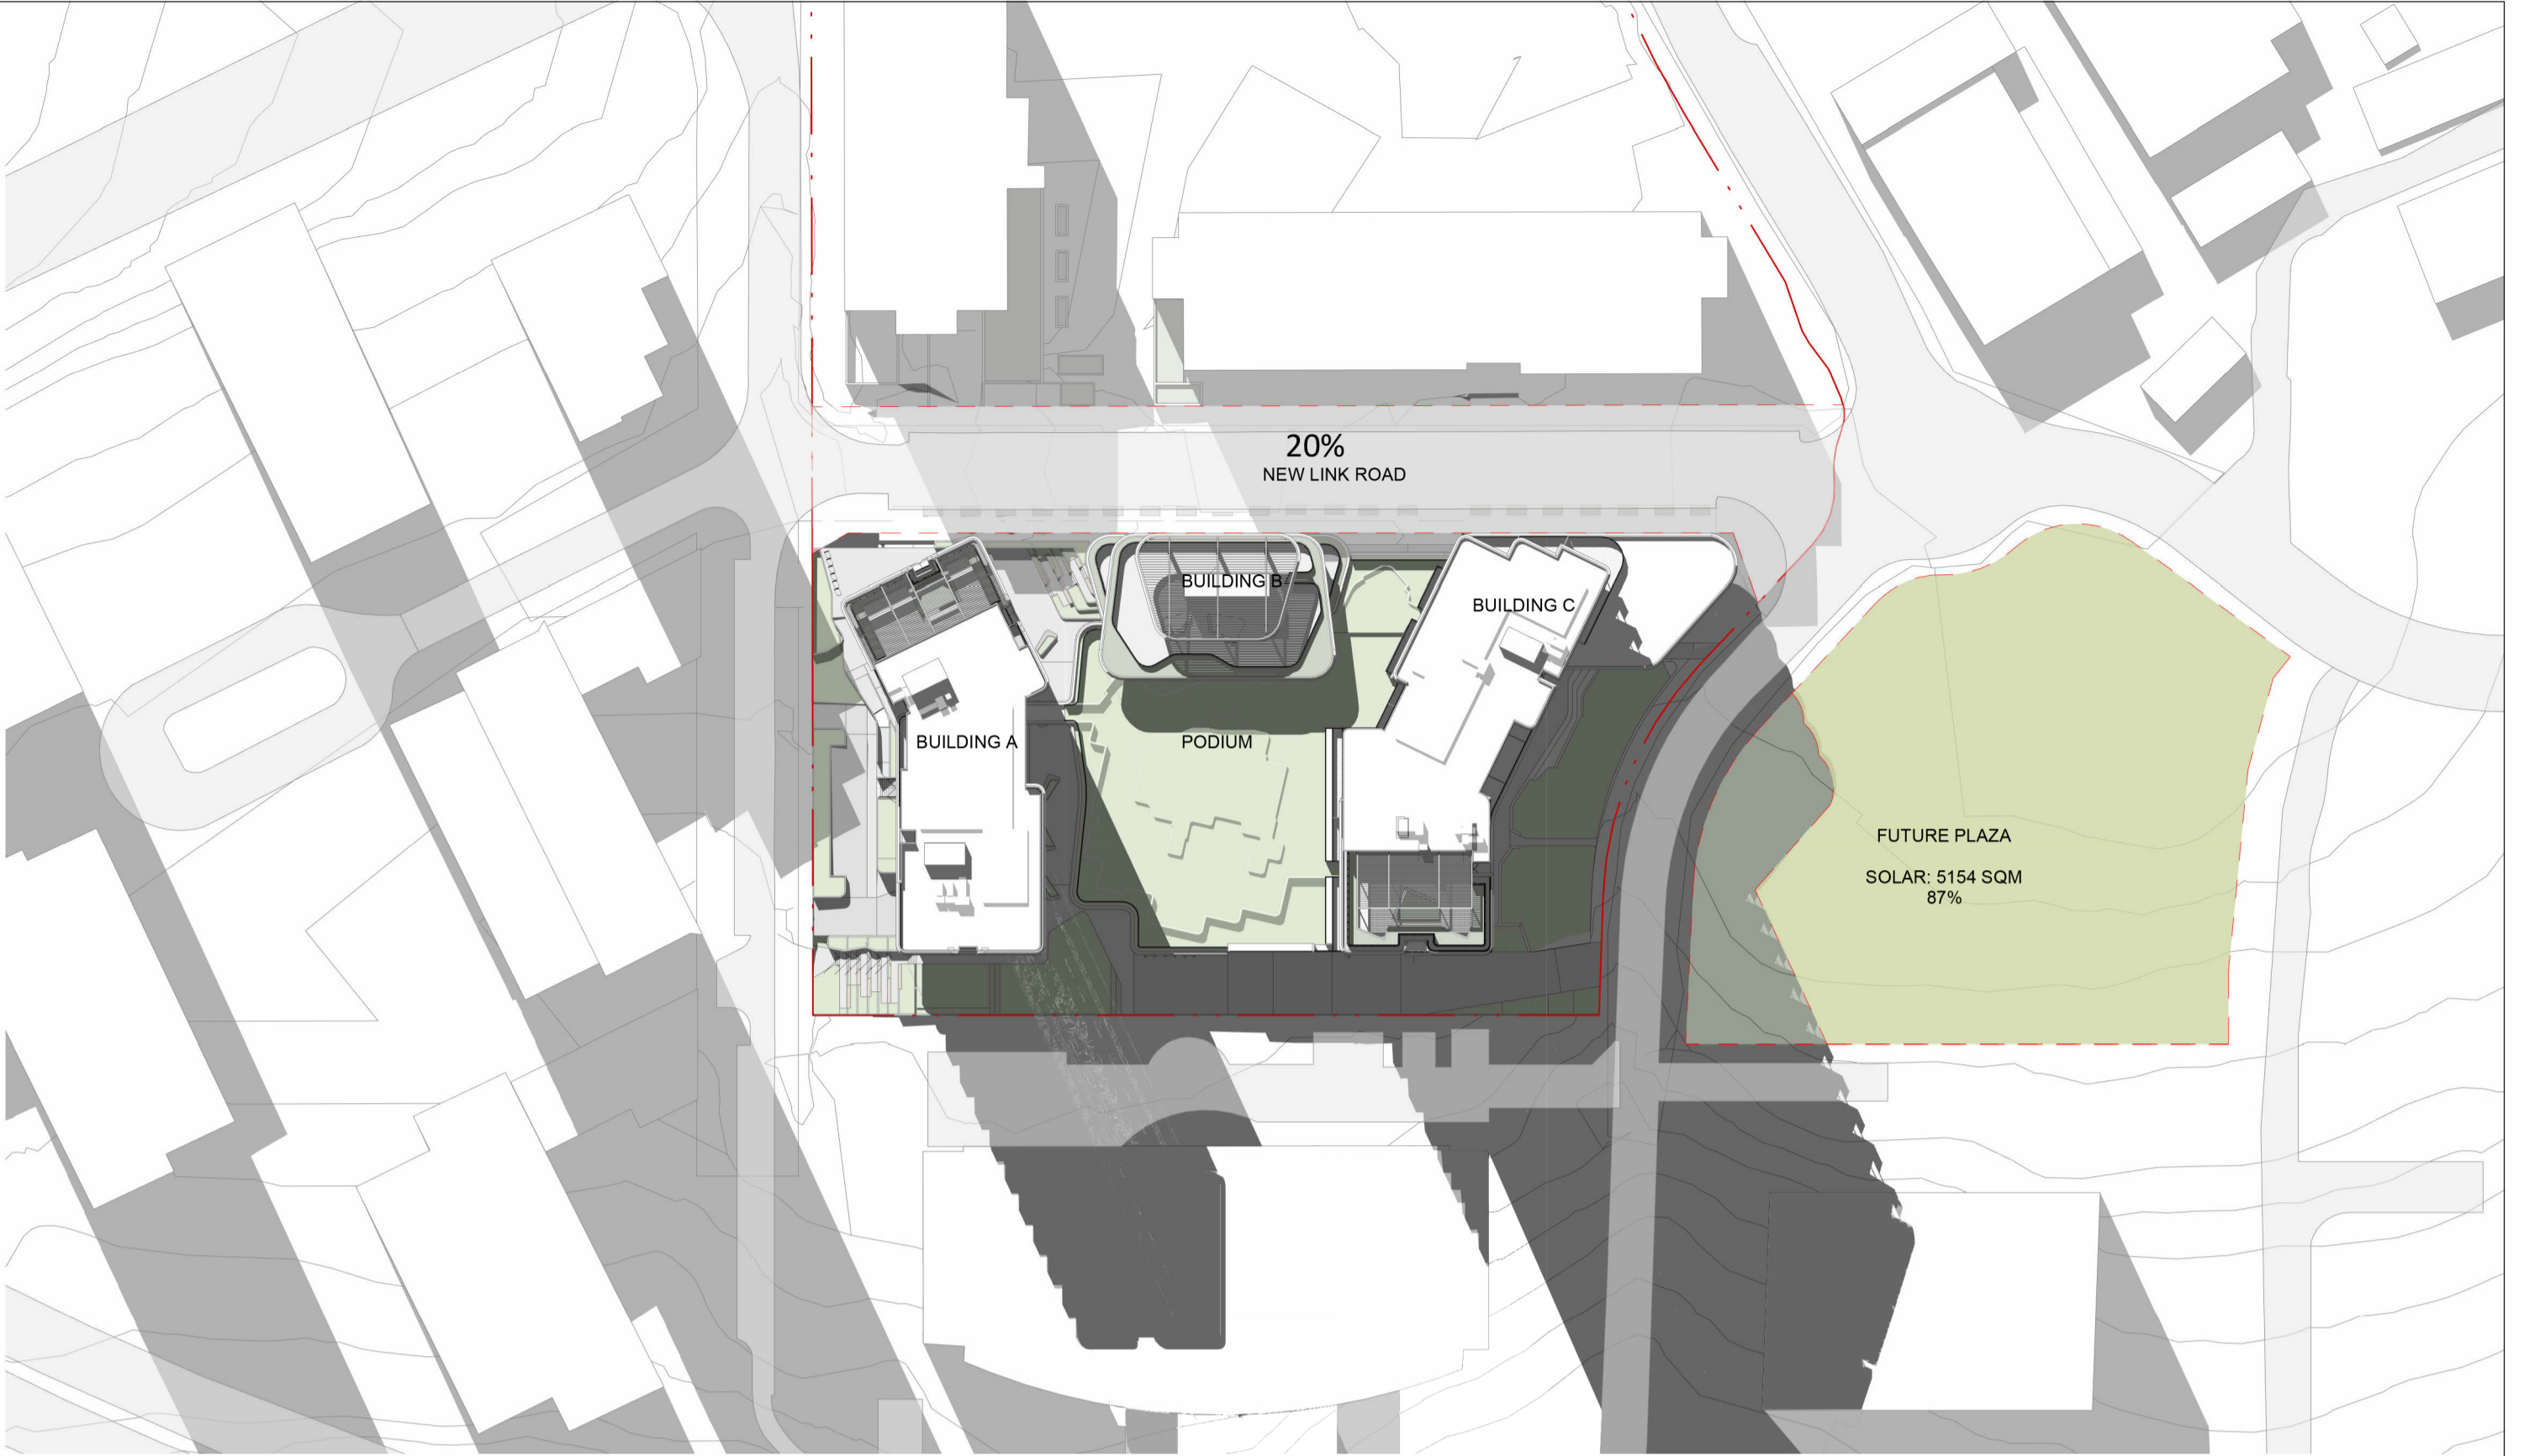 20%
NEW LINK ROAD
BUILDING B
BUILDING C
BUILDING A
PODIUM
FUTURE PLAZA
SOLAR: 5154 SQM
87%